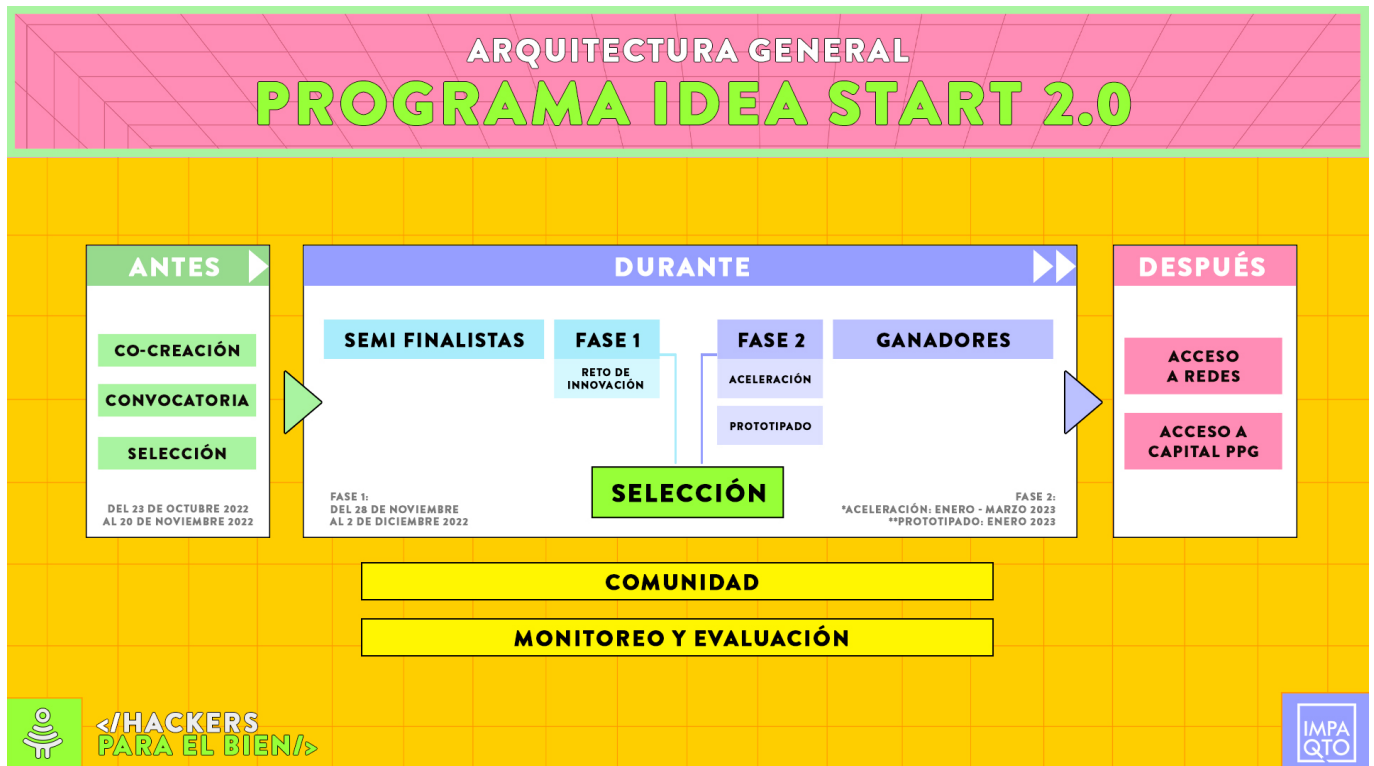 ARQUITECTURA GENERAL
PROGRAMA IDEA START 2.0
ANTES
CO-CREACIÓN
CONVOCATORIA
SELECCIÓN
DEL 23 DE OCTUBRE 2022
AL 20 DE NOVIEMBRE 2022
DURANTE
SEMI FINALISTAS
FASE 1
RETO DE
INNOVACIÓN
FASE 2
ACELERACIÓN
PROTOTIPADO
GANADORES
SELECCIÓN
FASE 1:
DEL 28 DE NOVIEMBRE
AL 2 DE DICIEMBRE 2022
FASE 2:
*ACELERACIÓN: ENERO - MARZO 2023
**PROTOTIPADO: ENERO 2023
DESPUÉS
ACCESO
A REDES
ACCESO A
CAPITAL PPG
COMUNIDAD
MONITOREO Y EVALUACIÓN
</HACKERS
PARA EL BIEN/>
IMPA
QTO